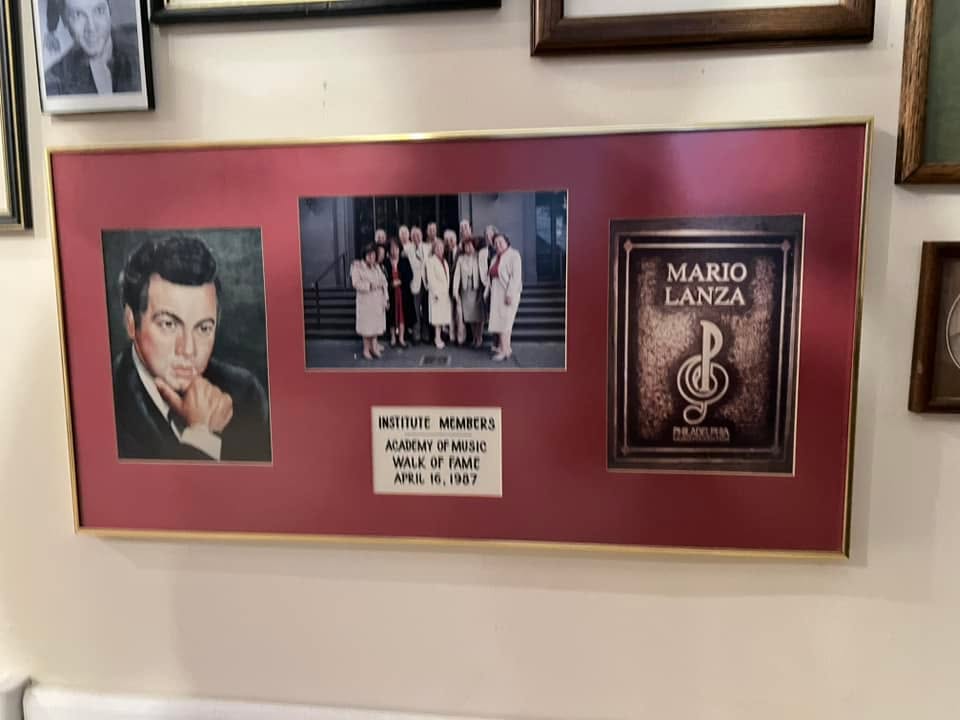 MARIO
LANZA
PHILADELPHIA
INSTITUTE MEMBERS
ACADEMY OF MUSIC
WALK OF FAME
APRIL 16, 1987